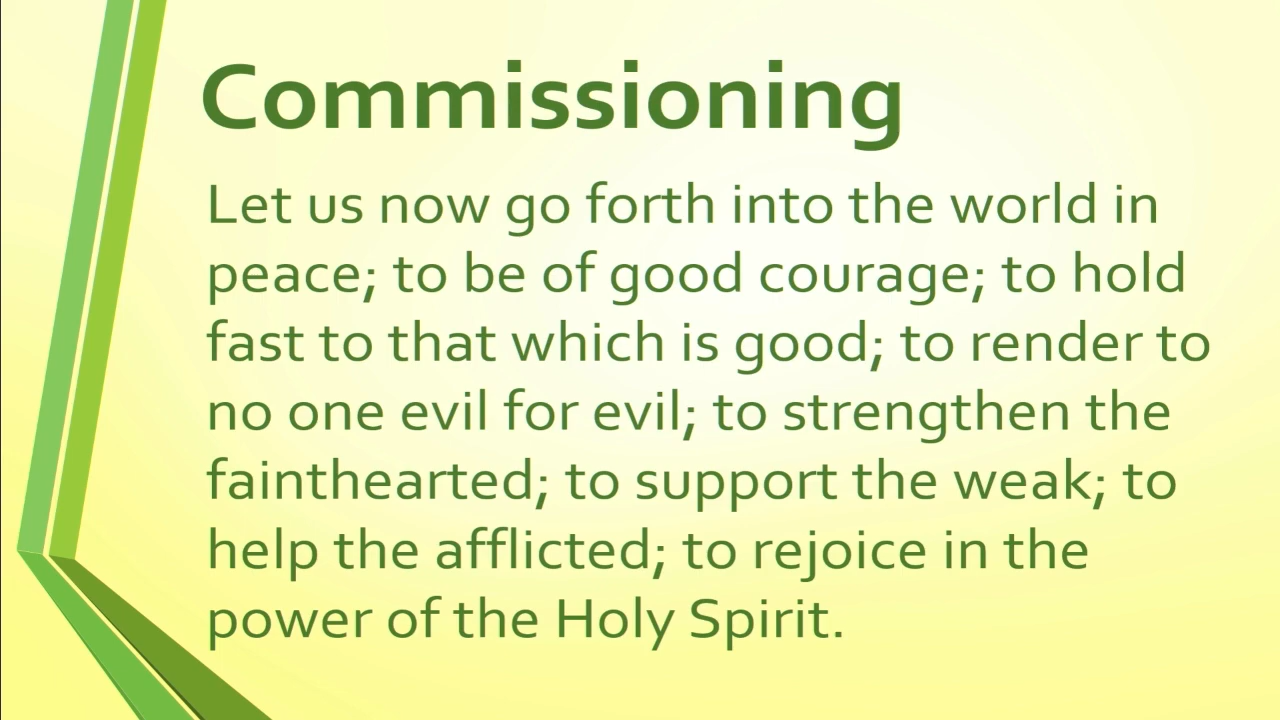 Commissioning
Let us now go forth into the world in
peace; to be of good courage; to hold
fast to that which is good; to render to
no one evil for evil; to strengthen the
fainthearted; to support the weak; to
help the afflicted; to rejoice in the
power of the Holy Spirit.